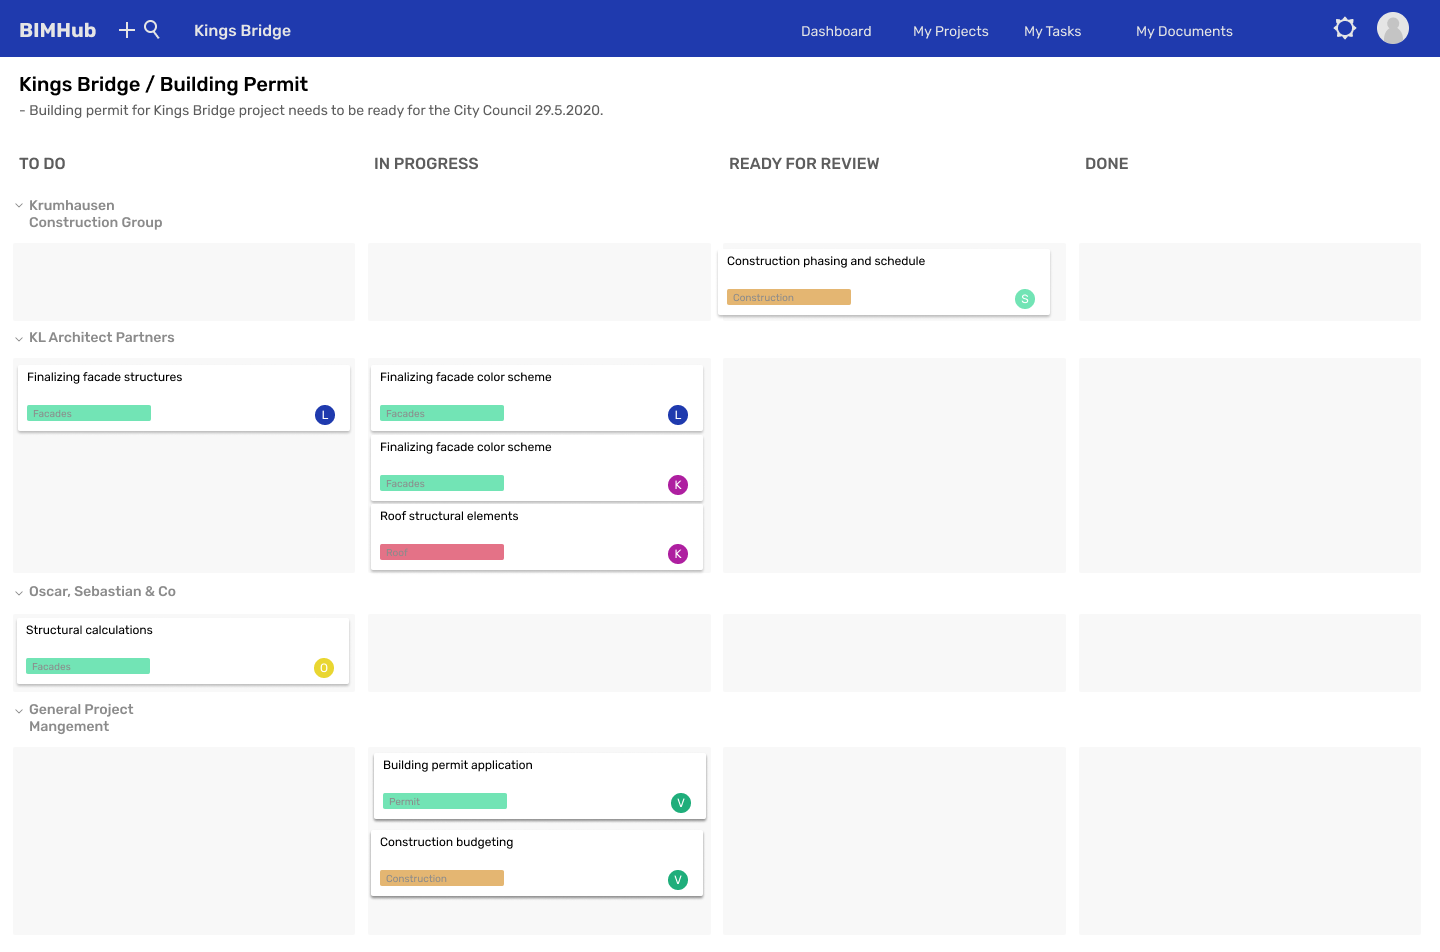 BIMHub
Kings Bridge
Dashboard
My Projects
My Tasks
My Documents
Kings Bridge / Building Permit
- Building permit for Kings Bridge project needs to be ready for the City Council 29.5.2020.
TO DO
IN PROGRESS
READY FOR REVIEW
DONE
Krumhausen
Construction Group
Construction phasing and schedule
Construction
S
KL Architect Partners
Finalizing facade structures
Facades
L
Finalizing facade color scheme
Facades
L
Finalizing facade color scheme
Facades
K
Roof structural elements
Roof
K
Oscar, Sebastian & Co
Structural calculations
Facades
O
General Project
Mangement
Building permit application
Permit
V
Construction budgeting
Construction
V